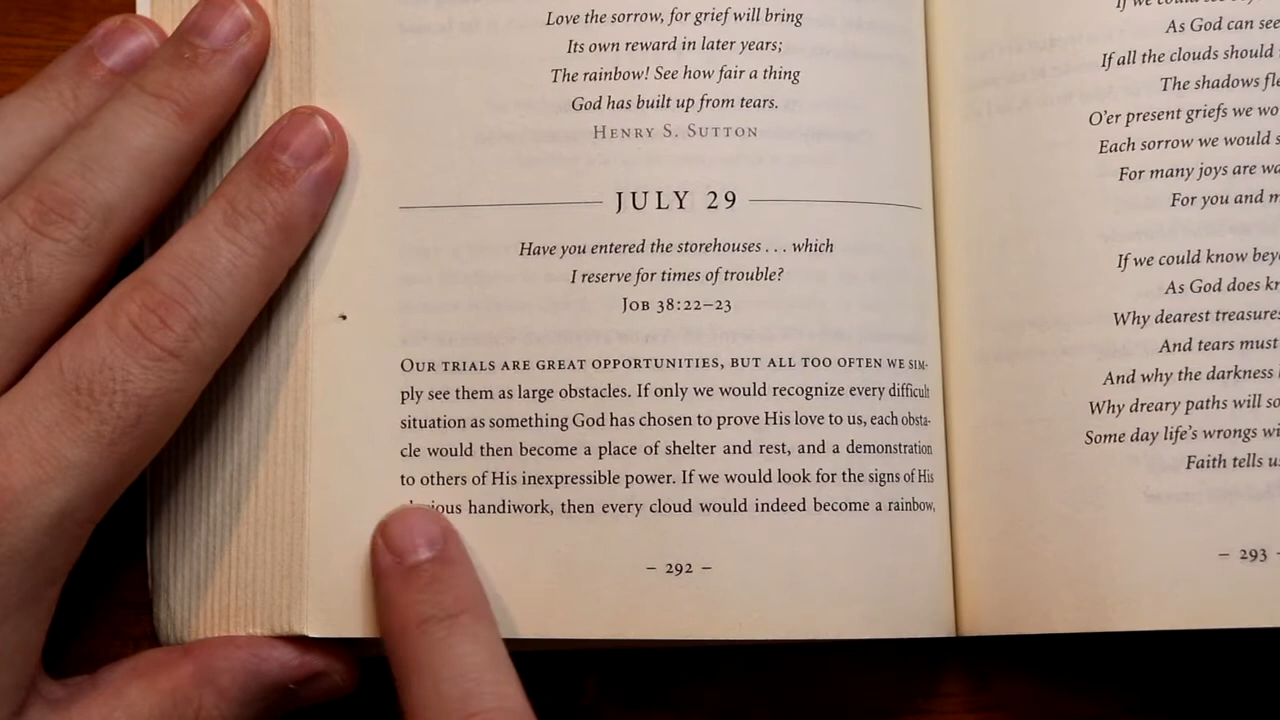 Love the sorrow, for grief will bring
Its own reward in later years;
The rainbow! See how fair a thing
God has built up from tears.
HENRY S. SUTTON
JULY 29
Have you entered the storehouses . . . which
I reserve for times of trouble?
JOB 38:22–23
OUR TRIALS ARE GREAT OPPORTUNITIES, BUT ALL TOO OFTEN WE SIM-
ply see them as large obstacles. If only we would recognize every difficult
situation as something God has chosen to prove His love to us, each obsta-
cle would then become a place of shelter and rest, and a demonstration
to others of His inexpressible power. If we would look for the signs of His
handiwork, then every cloud would indeed become a rainbow,
– 292 –
As God can see
If all the clouds should
The shadows
O'er present griefs we
Each sorrow we would
For many joys are
For you and
If we could know
As God does
Why dearest
And tears must
And why the darkness
Why dreary paths will
Some day life's wrongs
Faith tells
– 293